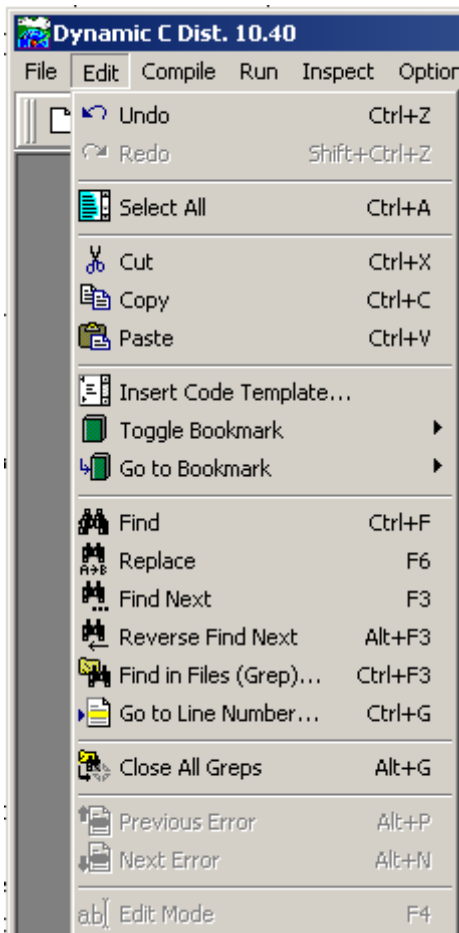 Dynamic C Dist. 10.40
File Edit Compile Run Inspect Option
Undo Ctrl+Z
Redo Shift+Ctrl+Z
Select All Ctrl+A
Cut Ctrl+X
Copy Ctrl+C
Paste Ctrl+V
Insert Code Template...
Toggle Bookmark
Go to Bookmark
Find Ctrl+F
Replace F6
Find Next F3
Reverse Find Next Alt+F3
Find in Files (Grep)... Ctrl+F3
Go to Line Number... Ctrl+G
Close All Greps Alt+G
Previous Error Alt+P
Next Error Alt+N
Edit Mode F4